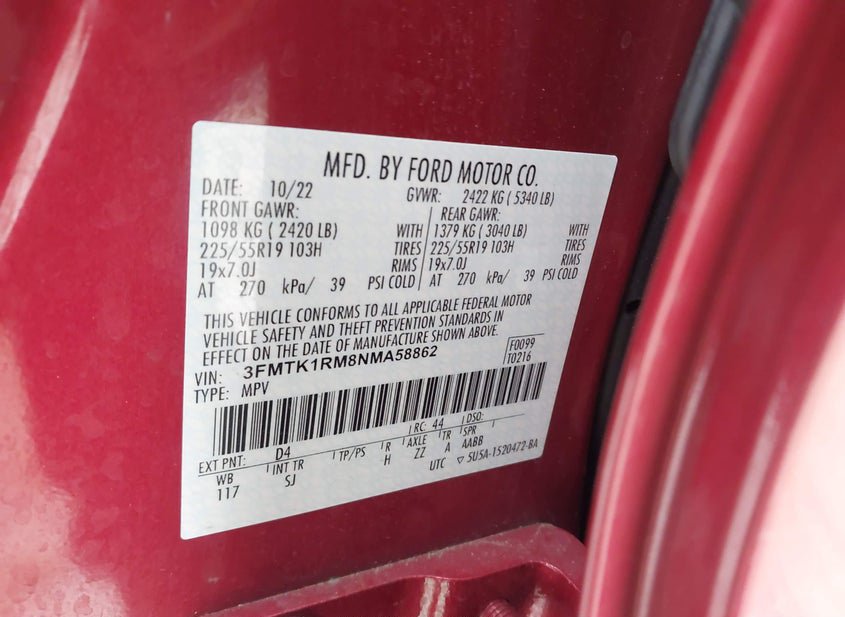 MFD. BY FORD MOTOR CO.
DATE: 10/22 GVWR: 2422 KG ( 5340 LB)
FRONT GAWR: REAR GAWR:
1098 KG ( 2420 LB) WITH 1379 KG ( 3040 LB) WITH
225/55R19 103H TIRES 225/55R19 103H TIRES
19x7.0J RIMS 19x7.0J RIMS
AT 270 kPa/ 39 PSI COLD AT 270 kPa/ 39 PSI COLD
THIS VEHICLE CONFORMS TO ALL APPLICABLE FEDERAL MOTOR
VEHICLE SAFETY AND THEFT PREVENTION STANDARDS IN
EFFECT ON THE DATE OF MANUFACTURE SHOWN ABOVE.
VIN: 3FMTK1RM8NMA58862 F0099
TYPE: MPV T0216
EXT PNT: D4 RC: 44 DSO:
WB INT TR TP/PS R AXLE TR SPR
117 SJ H ZZ A AABB
UTC ▽ 5U5A-1520472-BA